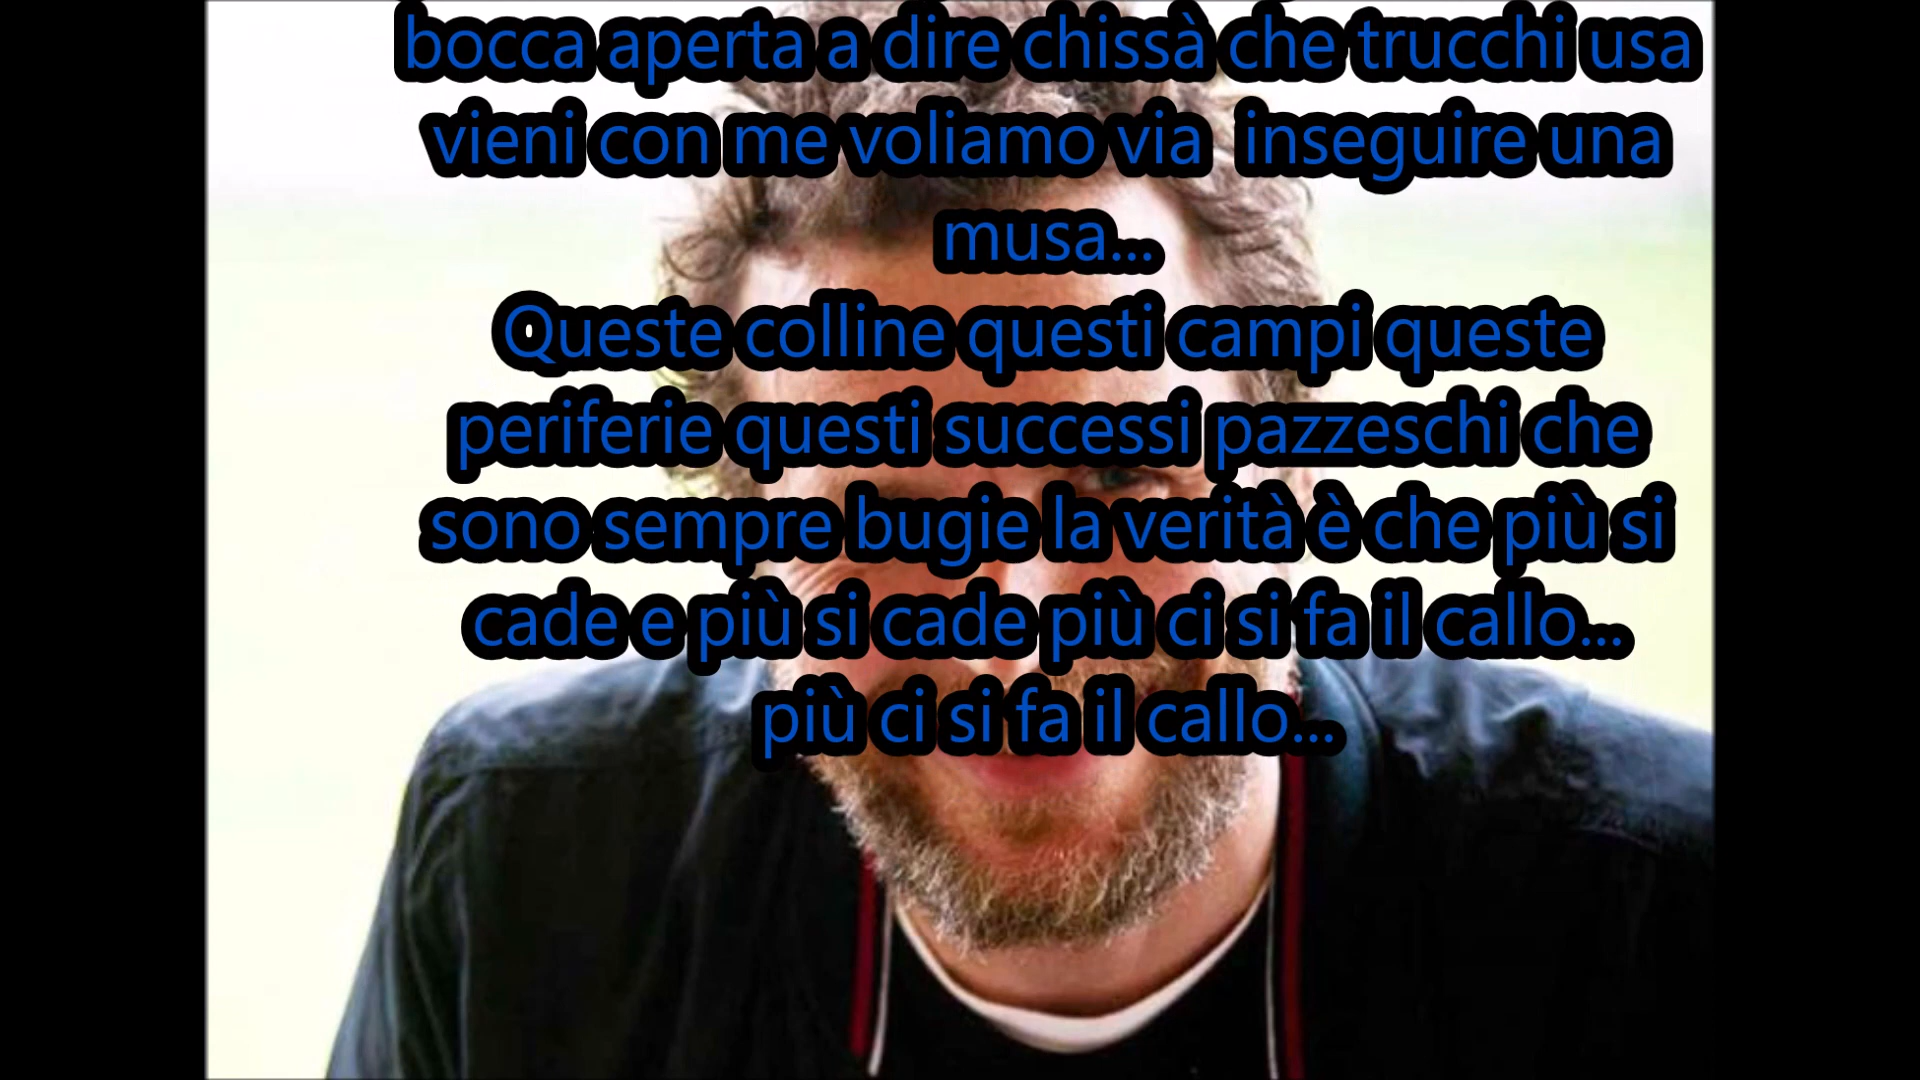 bocca aperta a dire chissà che trucchi usa
vieni con me voliamo via  inseguire una
musa...
Queste colline questi campi queste
periferie questi successi pazzeschi che
sono sempre bugie la verità è che più si
cade e più si cade più ci si fa il callo...
più ci si fa il callo...